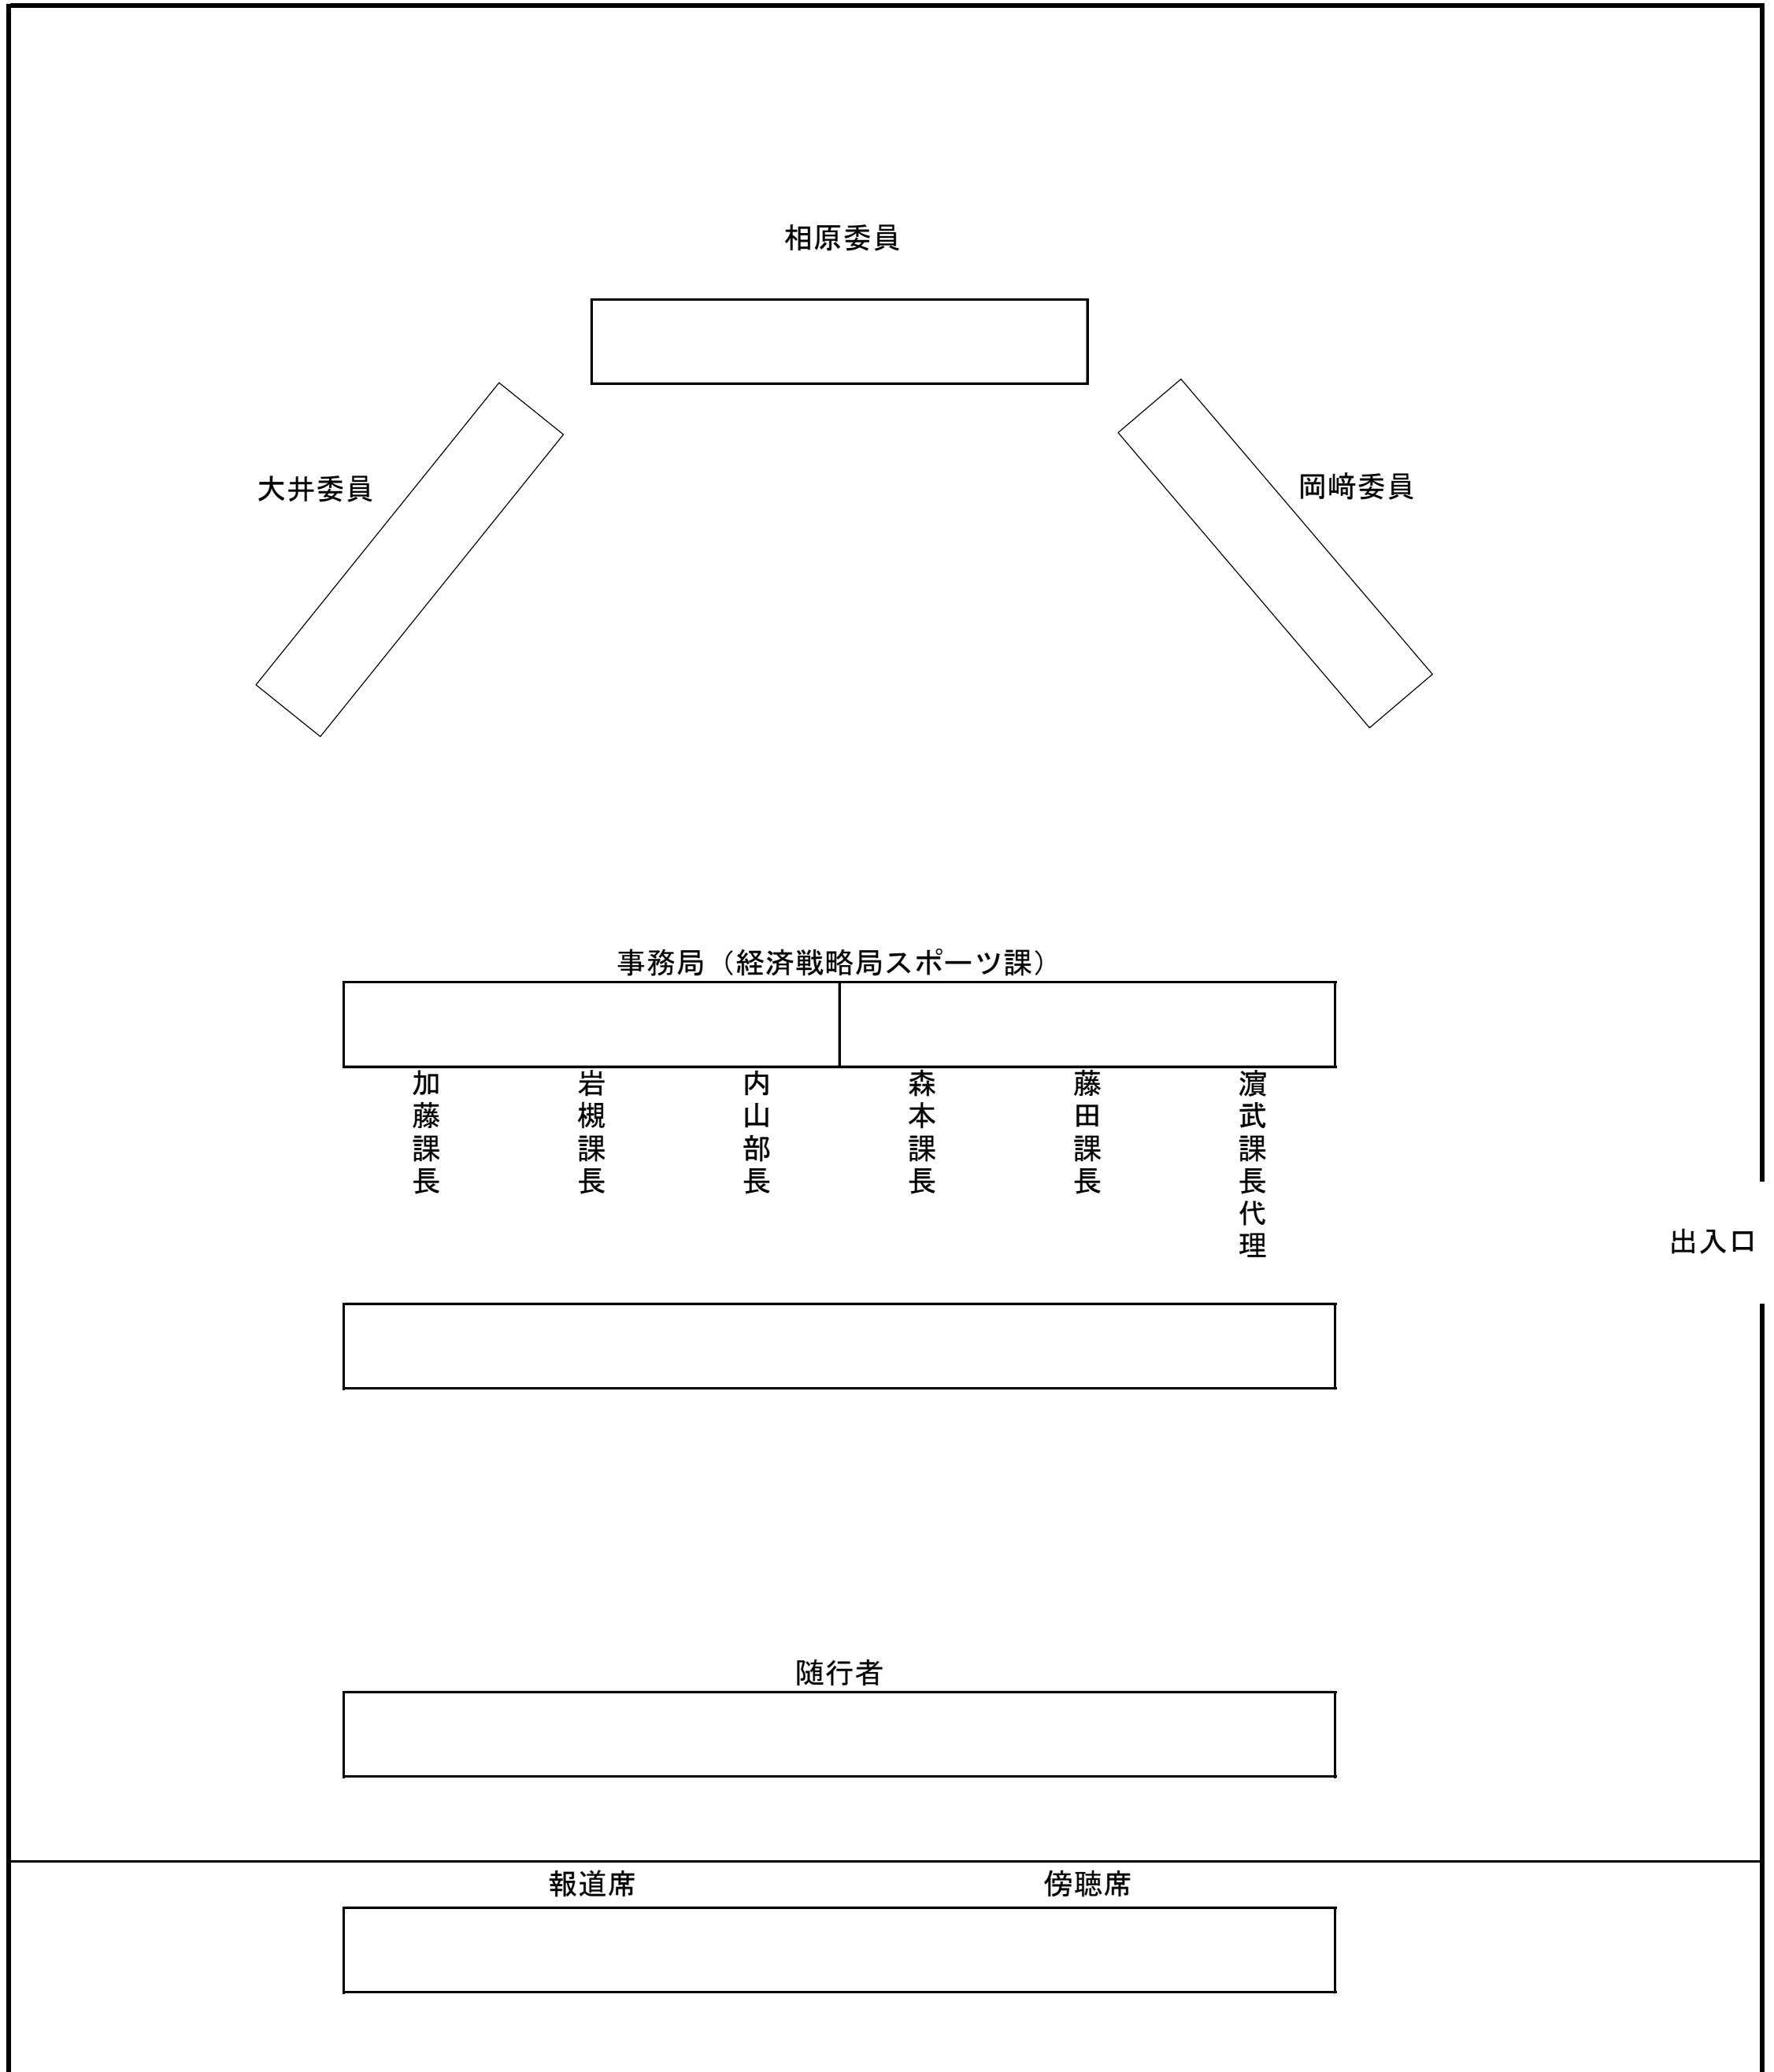 相原委員
大井委員
岡﨑委員
事務局（経済戦略局スポーツ課）
加藤課長
岩槻課長
内山部長
森本課長
藤田課長
濵武課長代理
出入口
随行者
報道席
傍聴席